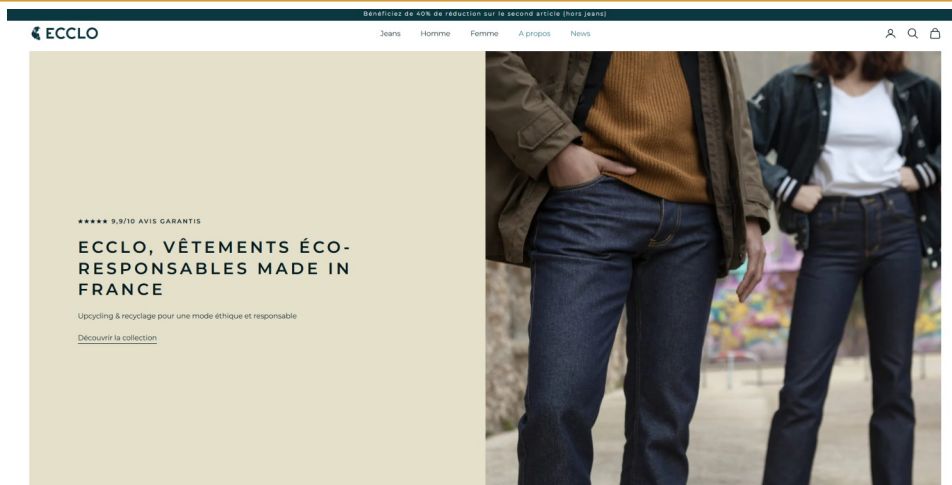 Bénéficiez de 40% de réduction sur le second article (hors jeans)
ECCLO
Jeans Homme Femme A propos News
★★★★★ 9,9/10 AVIS GARANTIS
ECCLO, VÊTEMENTS ÉCO-
RESPONSABLES MADE IN
FRANCE
Upcycling & recyclage pour une mode éthique et responsable
Découvrir la collection